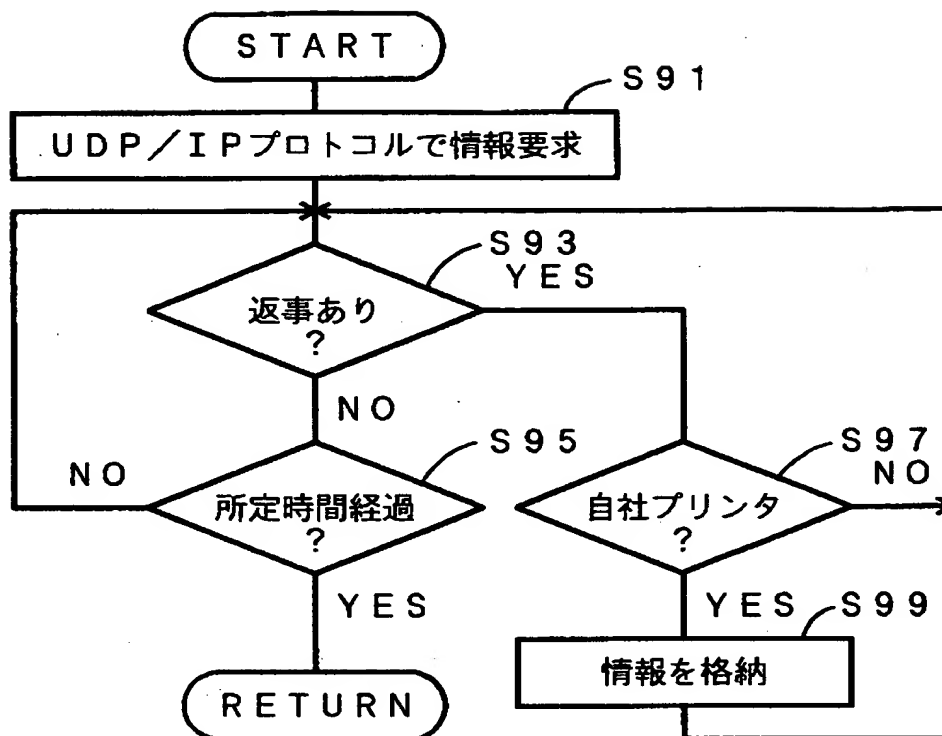 START
S91
UDP/IPプロトコルで情報要求
S93
YES
返事あり
?
NO
S95
S97
NO
NO
所定時間経過
?
自社プリンタ
?
YES
YES
S99
情報を格納
RETURN